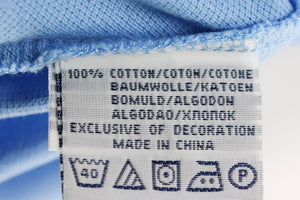 100% COTTON/COTON/COTONE
BAUMWOLLE/KATOEN
BOMULD/ALGODON
ALGODAO/ХЛОПОК
EXCLUSIVE OF DECORATION
MADE IN CHINA
40 P